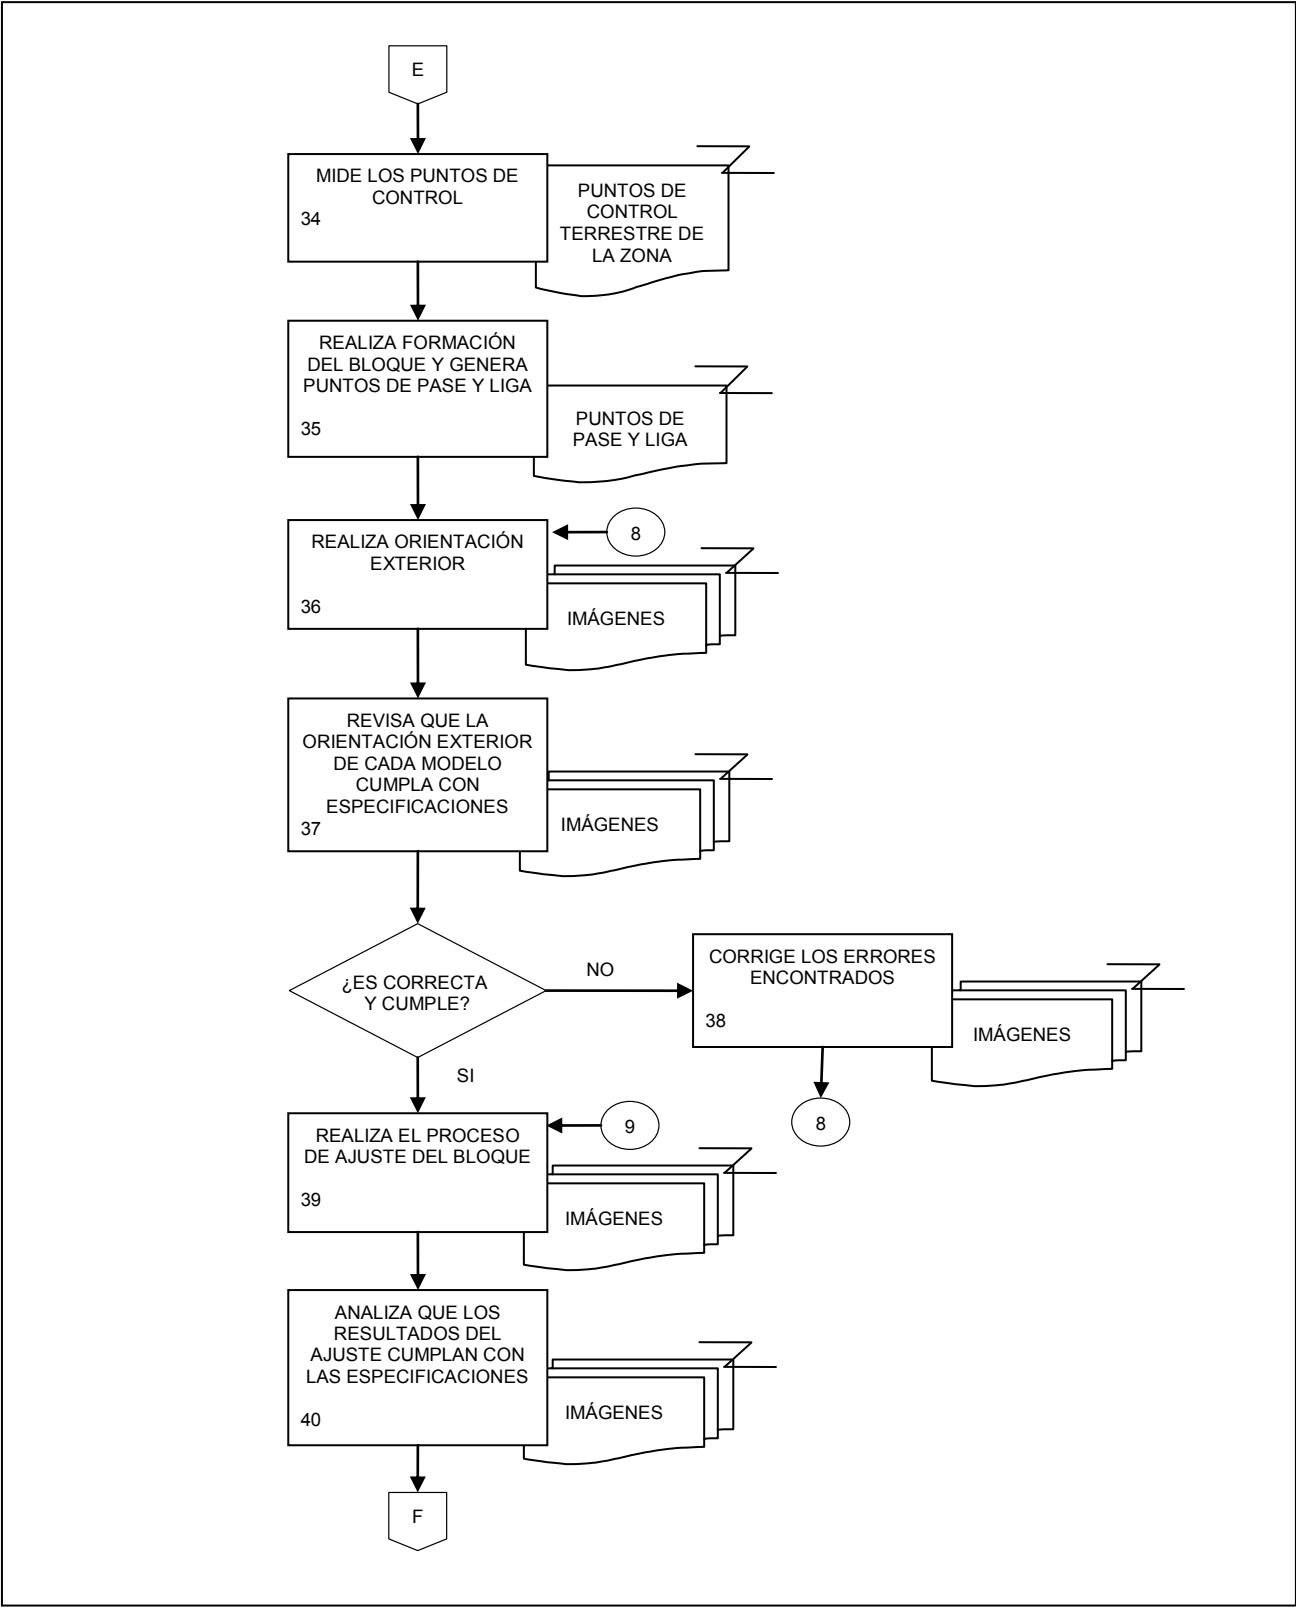 E
MIDE LOS PUNTOS DE
CONTROL
34
PUNTOS DE
CONTROL
TERRESTRE DE
LA ZONA
REALIZA FORMACIÓN
DEL BLOQUE Y GENERA
PUNTOS DE PASE Y LIGA
35
PUNTOS DE
PASE Y LIGA
REALIZA ORIENTACIÓN
EXTERIOR
36
8
IMÁGENES
REVISA QUE LA
ORIENTACIÓN EXTERIOR
DE CADA MODELO
CUMPLA CON
ESPECIFICACIONES
37
IMÁGENES
¿ES CORRECTA
Y CUMPLE?
NO
CORRIGE LOS ERRORES
ENCONTRADOS
38
IMÁGENES
8
SI
REALIZA EL PROCESO
DE AJUSTE DEL BLOQUE
39
9
IMÁGENES
ANALIZA QUE LOS
RESULTADOS DEL
AJUSTE CUMPLAN CON
LAS ESPECIFICACIONES
40
IMÁGENES
F